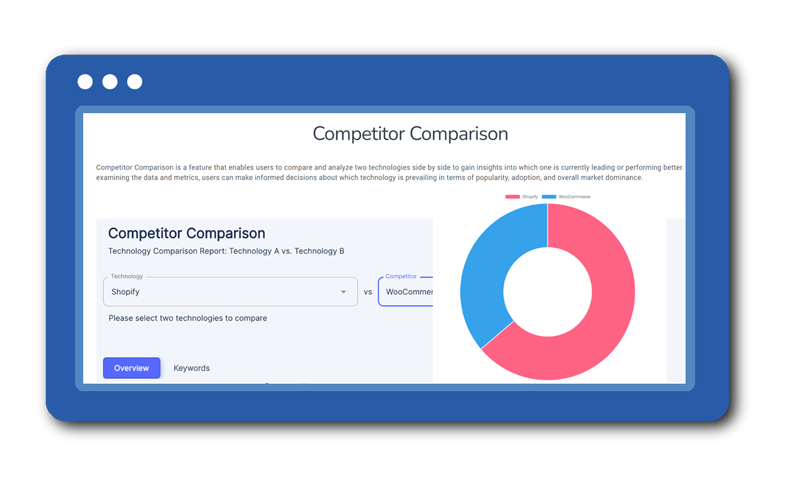 Competitor Comparison
Competitor Comparison is a feature that enables users to compare and analyze two technologies side by side to gain insights into which one is currently leading or performing better.
examining the data and metrics, users can make informed decisions about which technology is prevailing in terms of popularity, adoption, and overall market dominance.
Shopify WooCommerce
Competitor Comparison
Technology Comparison Report: Technology A vs. Technology B
Technology Competitor
Shopify vs WooCommer
Please select two technologies to compare
Overview Keywords